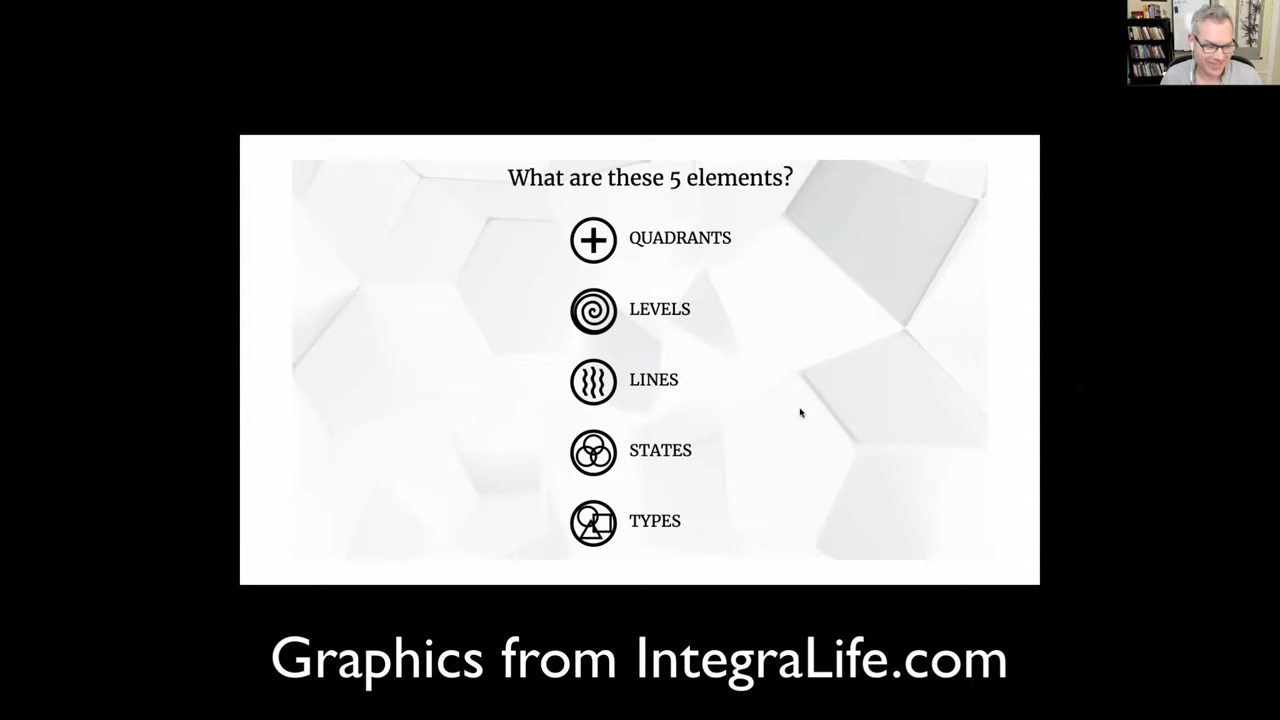 What are these 5 elements?
QUADRANTS
LEVELS
LINES
STATES
TYPES
Graphics from IntegraLife.com